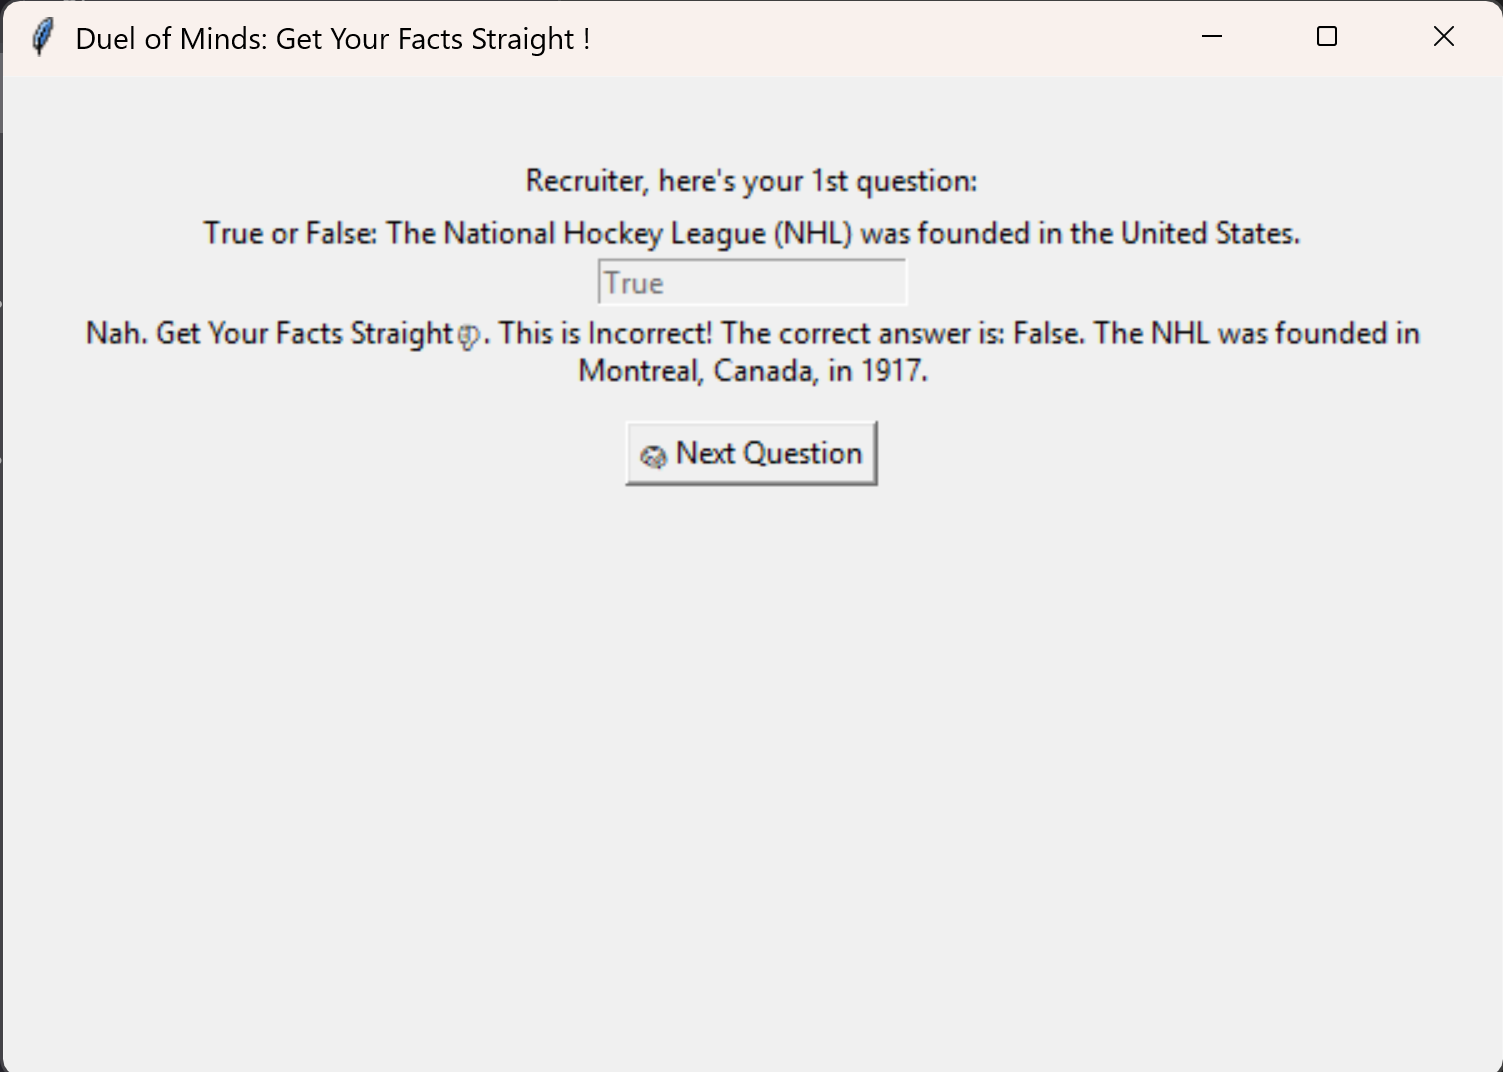 Duel of Minds: Get Your Facts Straight !
Recruiter, here's your 1st question:
True or False: The National Hockey League (NHL) was founded in the United States.
True
Nah. Get Your Facts Straight👎. This is Incorrect! The correct answer is: False. The NHL was founded in
Montreal, Canada, in 1917.
Next Question